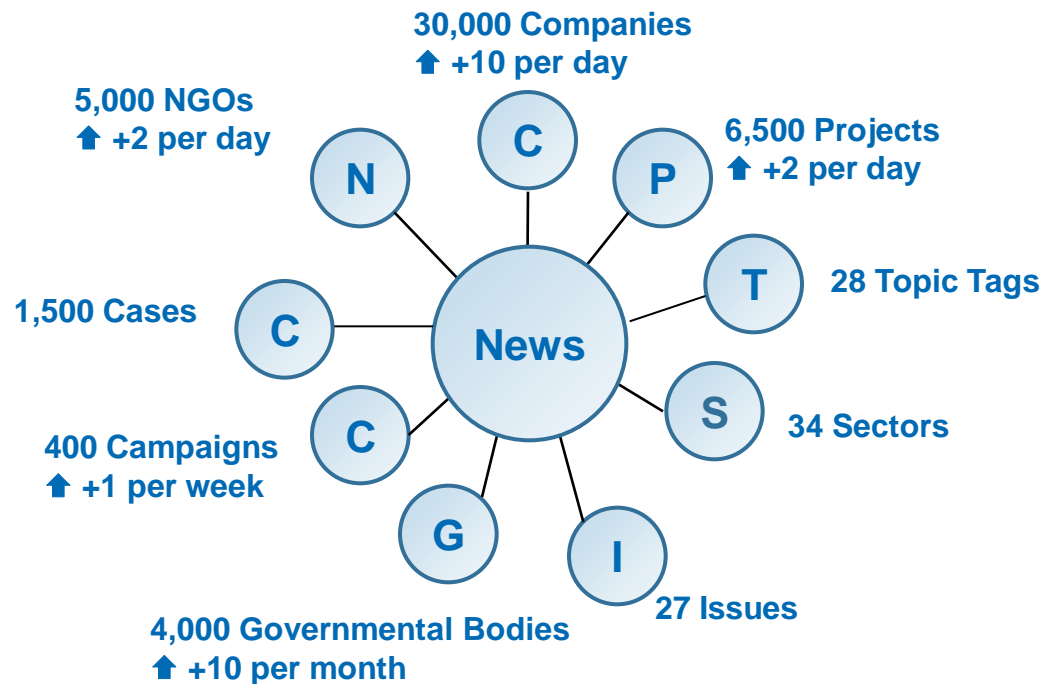 30,000 Companies
+10 per day
5,000 NGOs
+2 per day
6,500 Projects
+2 per day
C
N
P
T
28 Topic Tags
1,500 Cases
C
News
S
34 Sectors
C
400 Campaigns
+1 per week
G
I
27 Issues
4,000 Governmental Bodies
+10 per month